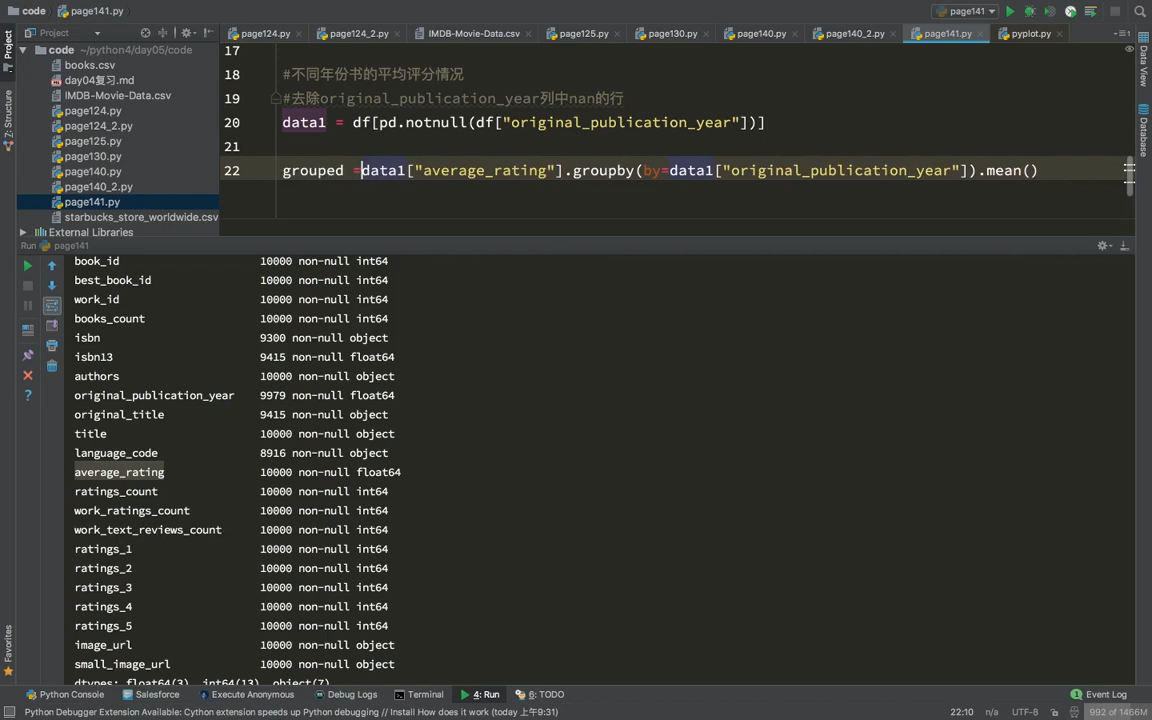 code page141.py
page141
Project
page124.py page124_2.py IMDB-Movie-Data.csv page125.py page130.py page140.py page140_2.py page141.py pyplot.py
code ~/python4/day05/code
books.csv
day04复习.md
IMDB-Movie-Data.csv
page124.py
page124_2.py
page125.py
page130.py
page140.py
page140_2.py
page141.py
starbucks_store_worldwide.csv
External Libraries
Project
Z: Structure
Favorites
Data View
Database
17
18 #不同年份书的平均评分情况
19 #去除original_publication_year列中nan的行
20 data1 = df[pd.notnull(df["original_publication_year"])]
21
22 grouped =data1["average_rating"].groupby(by=data1["original_publication_year"]).mean()
Run page141
book_id 10000 non-null int64
best_book_id 10000 non-null int64
work_id 10000 non-null int64
books_count 10000 non-null int64
isbn 9300 non-null object
isbn13 9415 non-null float64
authors 10000 non-null object
original_publication_year 9979 non-null float64
original_title 9415 non-null object
title 10000 non-null object
language_code 8916 non-null object
average_rating 10000 non-null float64
ratings_count 10000 non-null int64
work_ratings_count 10000 non-null int64
work_text_reviews_count 10000 non-null int64
ratings_1 10000 non-null int64
ratings_2 10000 non-null int64
ratings_3 10000 non-null int64
ratings_4 10000 non-null int64
ratings_5 10000 non-null int64
image_url 10000 non-null object
small_image_url 10000 non-null object
dtypes: float64(3), int64(13), object(7)
Python Console Salesforce Execute Anonymous Debug Logs Terminal 4: Run 6: TODO Event Log
Python Debugger Extension Available: Cython extension speeds up Python debugging // Install How does it work (today 上午9:31) 22:10 n/a UTF-8 992 of 1466M